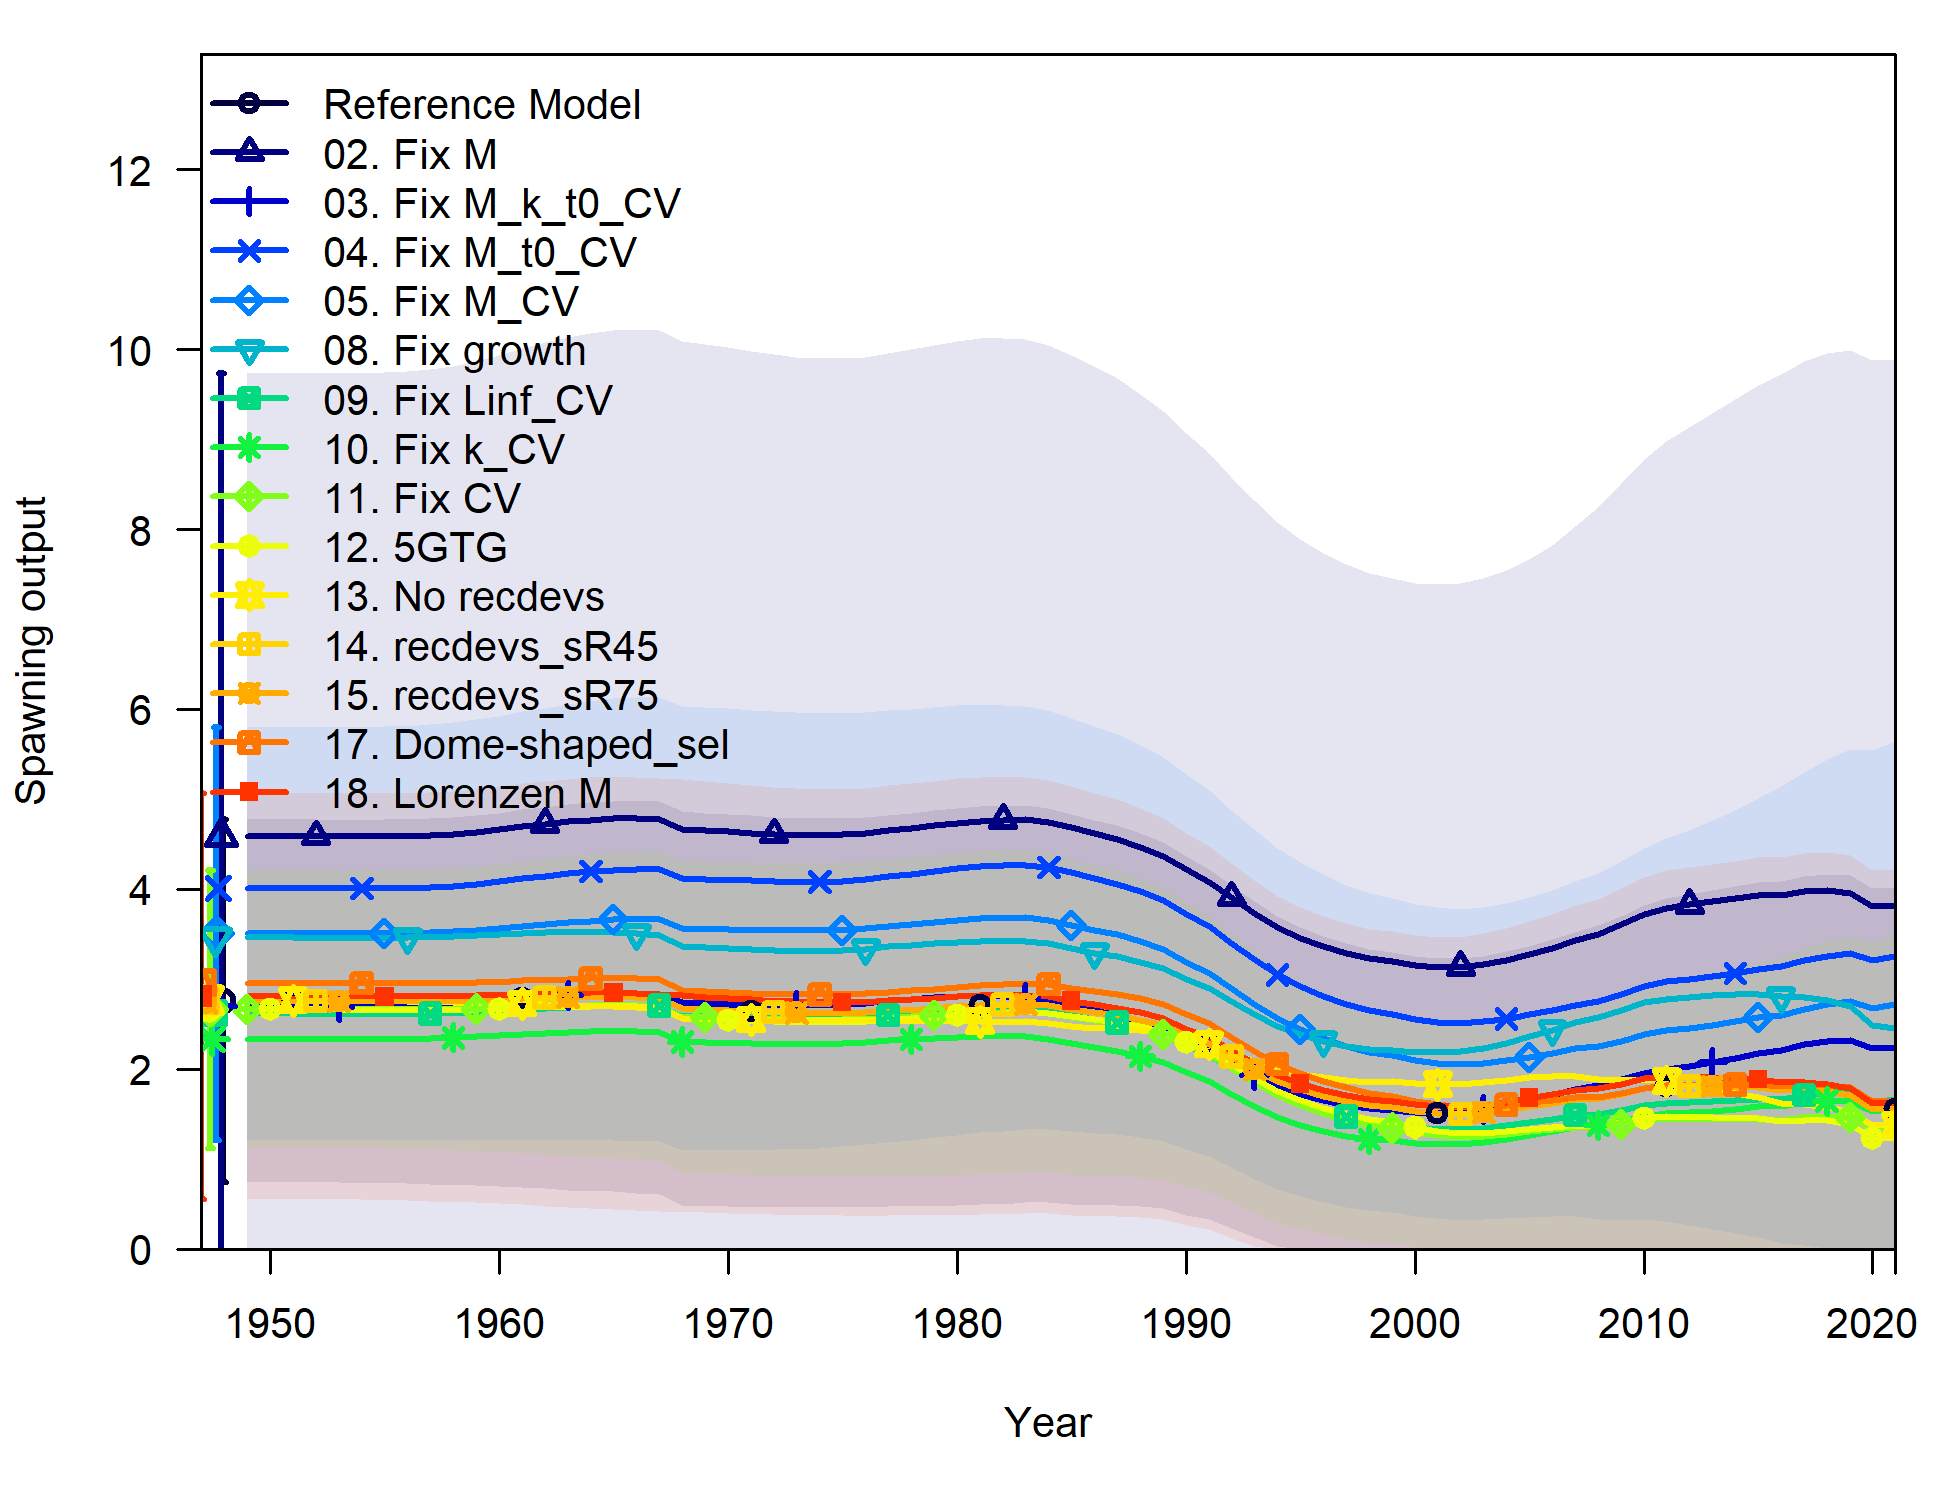 Reference Model
02. Fix M
03. Fix M_k_t0_CV
04. Fix M_t0_CV
05. Fix M_CV
08. Fix growth
09. Fix Linf_CV
10. Fix k_CV
11. Fix CV
12. 5GTG
13. No recdevs
14. recdevs_sR45
15. recdevs_sR75
17. Dome-shaped_sel
18. Lorenzen M
Spawning output
12
10
8
6
4
2
0
1950 1960 1970 1980 1990 2000 2010 2020
Year